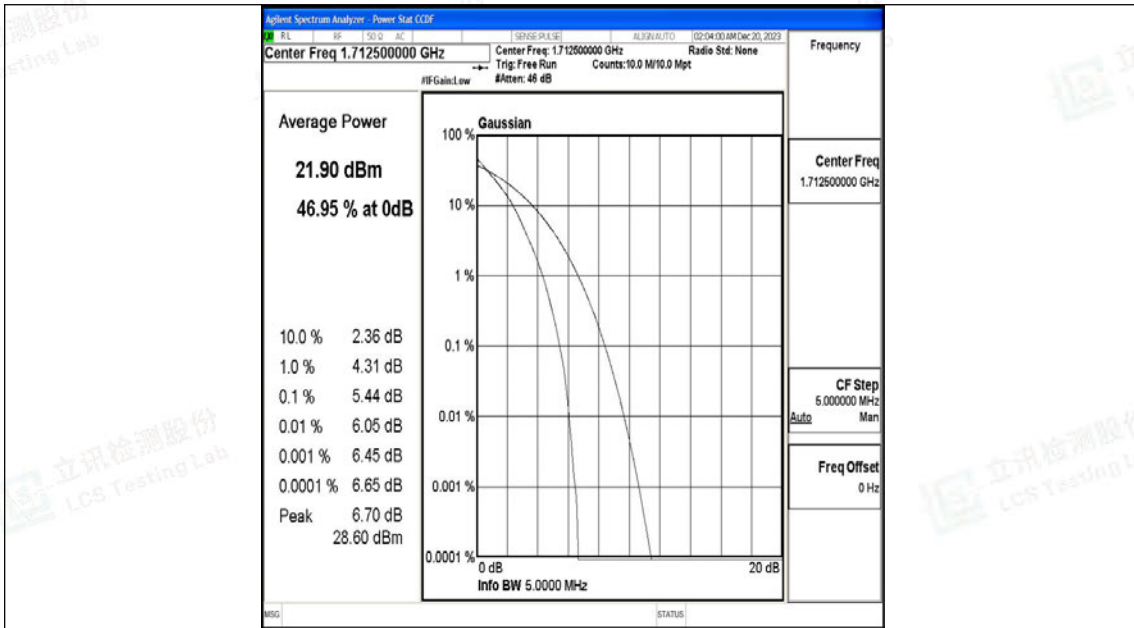 Agilent Spectrum Analyzer - Power Stat CCDF
RL RF 50 Ω AC SENSE:PULSE ALIGNAUTO 02:04:00 AM Dec 20, 2023
Center Freq 1.712500000 GHz
Center Freq: 1.712500000 GHz Radio Std: None
Trig: Free Run Counts:10.0 M/10.0 Mpt
#IFGain:Low #Atten: 46 dB
Frequency
Average Power
21.90 dBm
46.95 % at 0dB
10.0 % 2.36 dB
1.0 % 4.31 dB
0.1 % 5.44 dB
0.01 % 6.05 dB
0.001 % 6.45 dB
0.0001 % 6.65 dB
Peak 6.70 dB
28.60 dBm
Gaussian
100 %
10 %
1 %
0.1 %
0.01 %
0.001 %
0.0001 %
0 dB 20 dB
Info BW 5.0000 MHz
Center Freq
1.712500000 GHz
CF Step
5.000000 MHz
Auto Man
Freq Offset
0 Hz
MSG STATUS
立讯检测股份
LCS Testing Lab